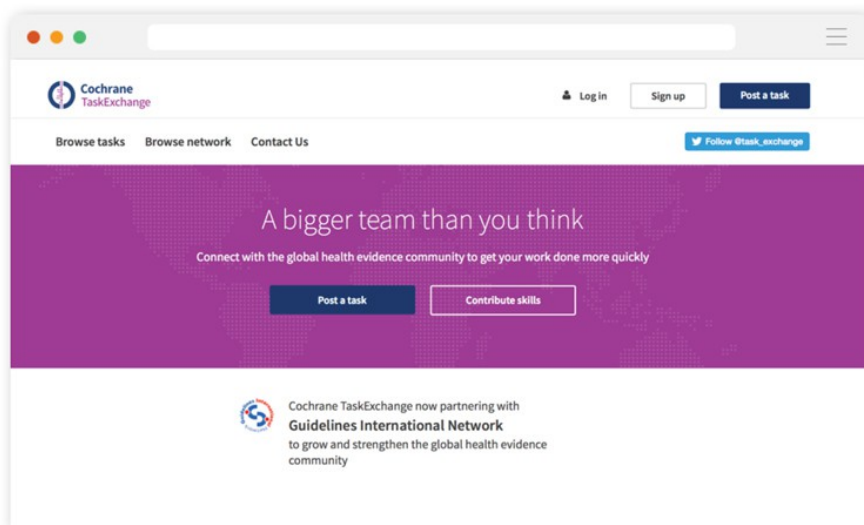 Cochrane
TaskExchange
Log in
Sign up
Post a task
Browse tasks
Browse network
Contact Us
Follow @task_exchange
A bigger team than you think
Connect with the global health evidence community to get your work done more quickly
Post a task
Contribute skills
Cochrane TaskExchange now partnering with
Guidelines International Network
to grow and strengthen the global health evidence
community